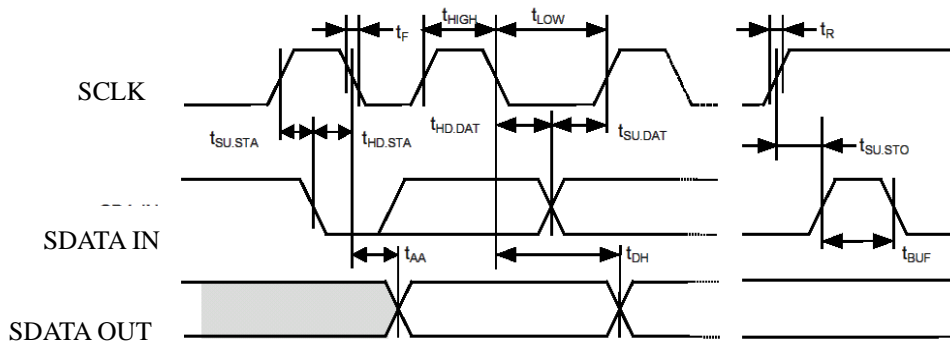 tF
tHIGH
tLOW
tR
SCLK
tSU.STA
tHD.STA
tHD.DAT
tSU.DAT
tSU.STO
SDATA IN
tAA
tDH
tBUF
SDATA OUT